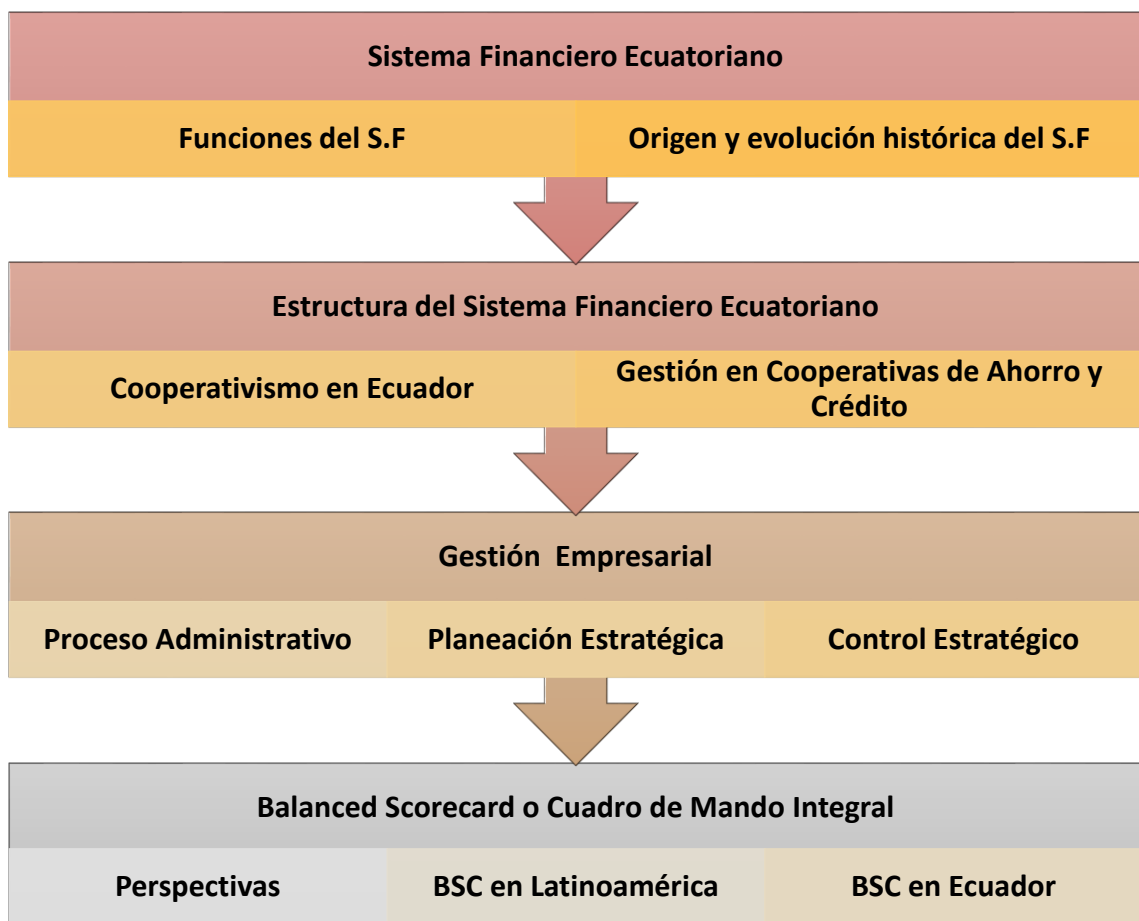 Sistema Financiero Ecuatoriano
Funciones del S.F
Origen y evolución histórica del S.F
Estructura del Sistema Financiero Ecuatoriano
Cooperativismo en Ecuador
Gestión en Cooperativas de Ahorro y
Crédito
Gestión  Empresarial
Proceso Administrativo
Planeación Estratégica
Control Estratégico
Balanced Scorecard o Cuadro de Mando Integral
Perspectivas
BSC en Latinoamérica
BSC en Ecuador